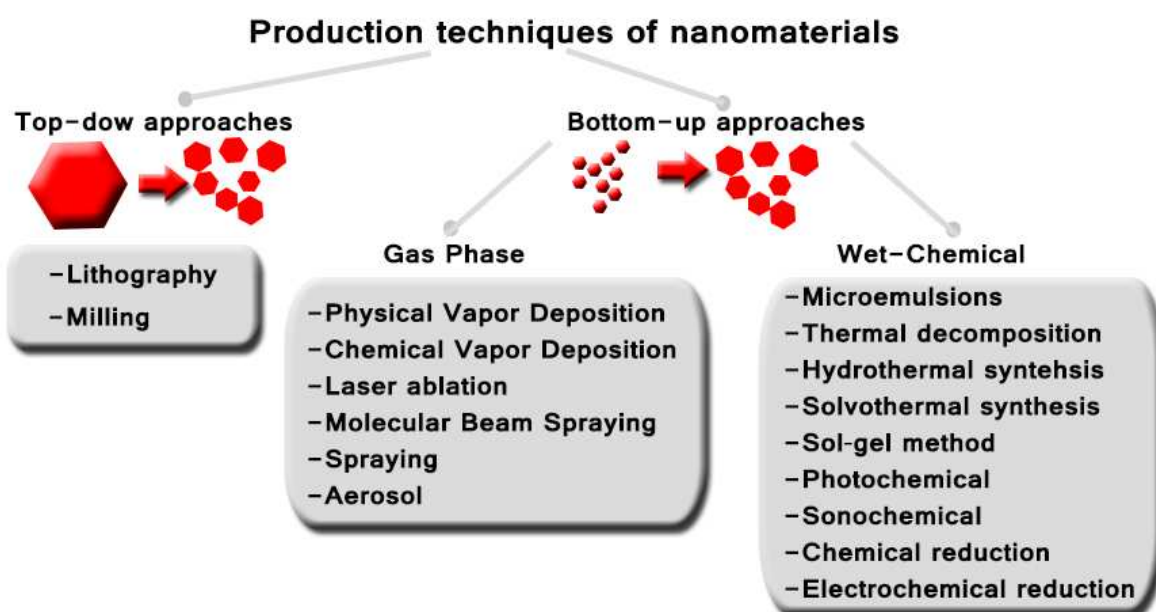 Production techniques of nanomaterials
Top-dow approaches
-Lithography
-Milling
Bottom-up approaches
Gas Phase
-Physical Vapor Deposition
-Chemical Vapor Deposition
-Laser ablation
-Molecular Beam Spraying
-Spraying
-Aerosol
Wet-Chemical
-Microemulsions
-Thermal decomposition
-Hydrothermal syntehsis
-Solvothermal synthesis
-Sol-gel method
-Photochemical
-Sonochemical
-Chemical reduction
-Electrochemical reduction